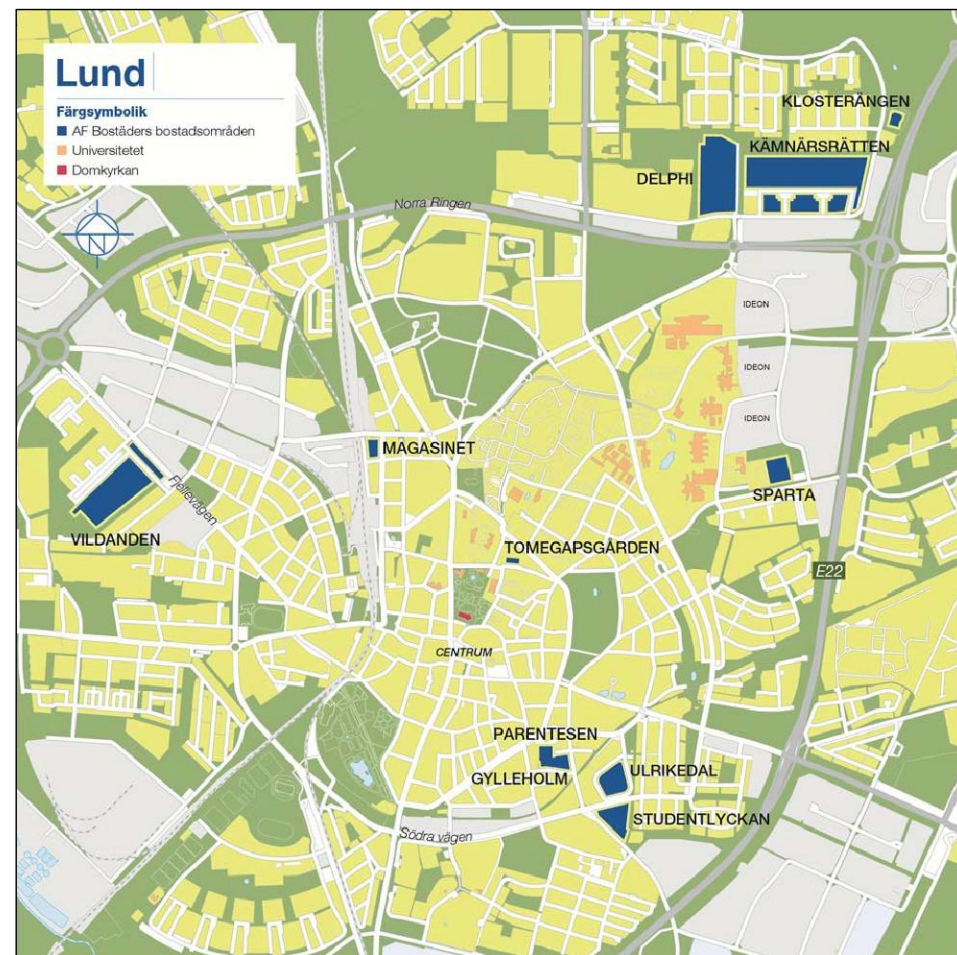 Lund
Färgsymbolik
AF Bostäders bostadsområden
Universitetet
Domkyrkan
N
KLOSTERÄNGEN
KÄMNÄRSRÄTTEN
DELPHI
Norra Ringen
IDEON
IDEON
IDEON
MAGASINET
SPARTA
Fjelievägen
VILDANDEN
TOMEGAPSGÅRDEN
E22
CENTRUM
PARENTESEN
GYLLEHOLM
ULRIKEDAL
STUDENTLYCKAN
Södra vägen